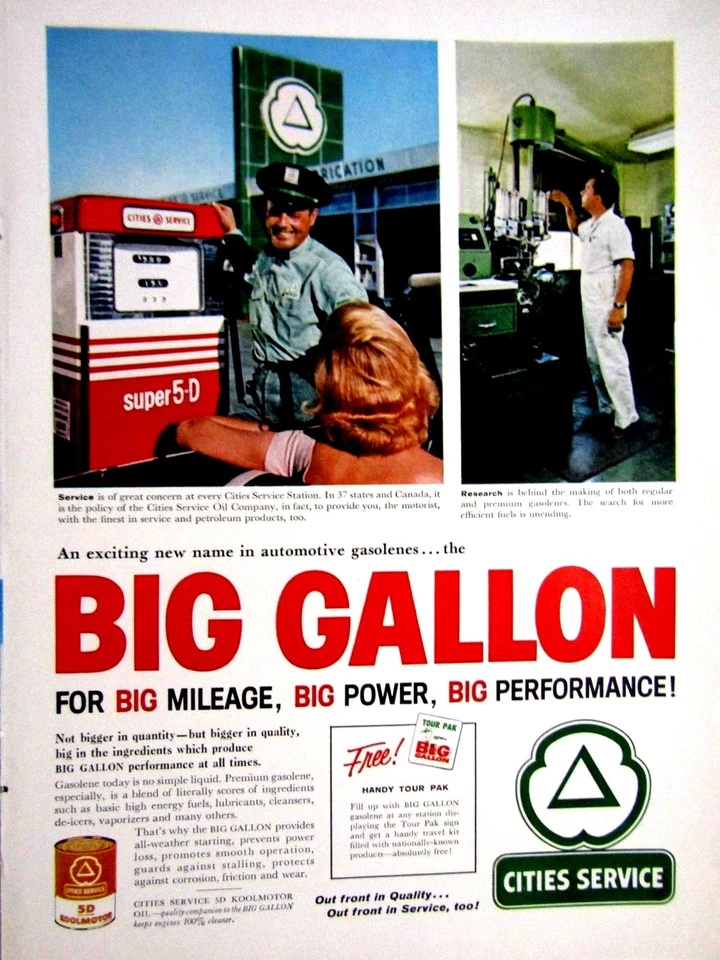 RICATION
CITIES SERVICE
super 5-D
Service is of great concern at every Cities Service Station. In 37 states and Canada, it
is the policy of the Cities Service Oil Company, in fact, to provide you, the motorist,
with the finest in service and petroleum products, too.
Research is behind the making of both regular
and premium gasolenes. The search for more
efficient fuels is unending.
An exciting new name in automotive gasolenes...the
BIG GALLON
FOR BIG MILEAGE, BIG POWER, BIG PERFORMANCE!
Not bigger in quantity—but bigger in quality,
big in the ingredients which produce
BIG GALLON performance at all times.
Gasolene today is no simple liquid. Premium gasolene,
especially, is a blend of literally scores of ingredients
such as basic high energy fuels, lubricants, cleansers,
de-icers, vaporizers and many others.
That's why the BIG GALLON provides
all-weather starting, prevents power
loss, promotes smooth operation,
guards against stalling, protects
against corrosion, friction and wear.
CITIES SERVICE 5D KOOLMOTOR
OIL—quality companion to the BIG GALLON
keeps engines 100% cleaner.
CITIES SERVICE
5D
KOOLMOTOR
Free!
TOUR PAK
BIG
GALLON
HANDY TOUR PAK
Fill up with BIG GALLON
gasolene at any station dis-
playing the Tour Pak sign
and get a handy travel kit
filled with nationally-known
products—absolutely free!
Out front in Quality...
Out front in Service, too!
CITIES SERVICE